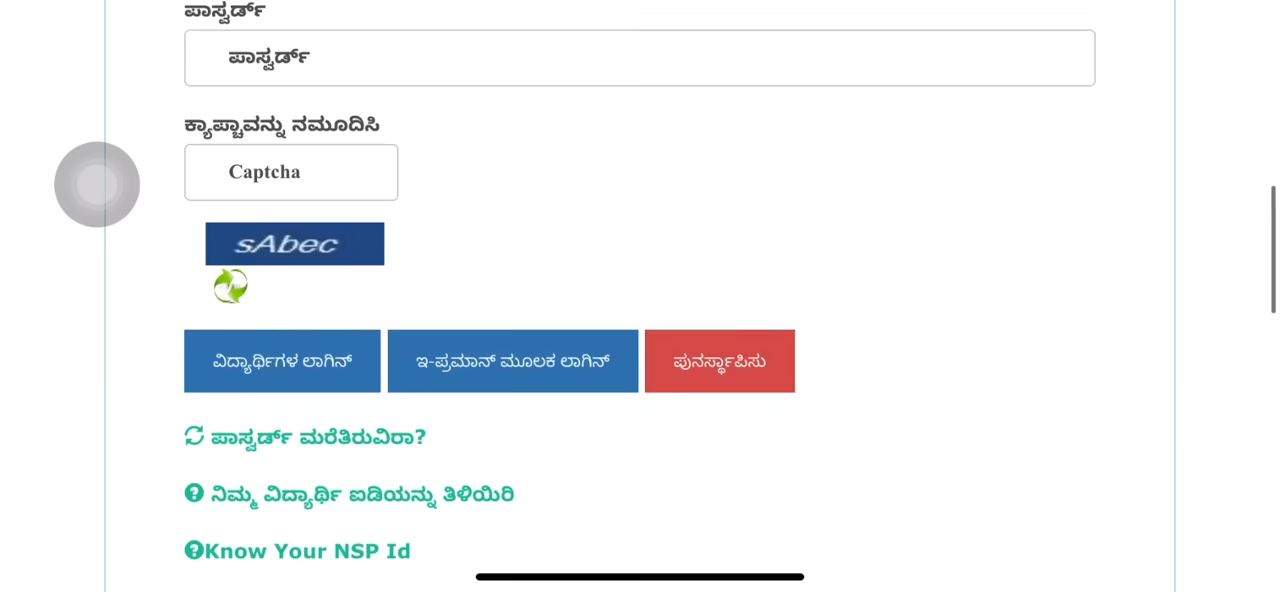 ಪಾಸ್ವರ್ಡ್
ಪಾಸ್ವರ್ಡ್
ಕ್ಯಾಪ್ಚಾವನ್ನು ನಮೂದಿಸಿ
Captcha
sAbec
ವಿದ್ಯಾರ್ಥಿಗಳ ಲಾಗಿನ್ ಇ-ಪ್ರಮಾನ್ ಮೂಲಕ ಲಾಗಿನ್ ಪುನರ್ಸ್ಥಾಪಿಸು
ಪಾಸ್ವರ್ಡ್ ಮರೆತಿರುವಿರಾ?
ನಿಮ್ಮ ವಿದ್ಯಾರ್ಥಿ ಐಡಿಯನ್ನು ತಿಳಿಯಿರಿ
Know Your NSP Id